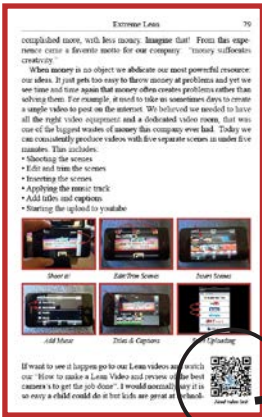 Extreme Lean 79
complished more, with less money. Imagine that! From this expe-
rience came a favorite motto for our company: "money suffocates
creativity."
When money is no object we abdicate our most powerful resource:
our ideas. It just gets too easy to throw money at problems and yet we
see time and time again that money often creates problems rather than
solving them. For example, it used to take us sometimes days to create
a single video to post on the internet. We believed we needed to have
all the right video equipment and a dedicated video room, that was
one of the biggest wastes of money this company ever had. Today we
can consistently produce videos with five separate scenes in under five
minutes. This includes:
• Shooting the scenes
• Edit and trim the scenes
• Inserting the scenes
• Applying the music track
• Add titles and captions
• Starting the upload to youtube
Shoot it! Edit/Trim Scenes Insert Scenes
Add Music Titles & Captions Start Uploading
If want to see it happen go to our Lean videos and watch
our "How to make a Lean Video and review of the best
camera's to get the job done". I would normally say it is
so easy a child could do it but kids are great at technol-